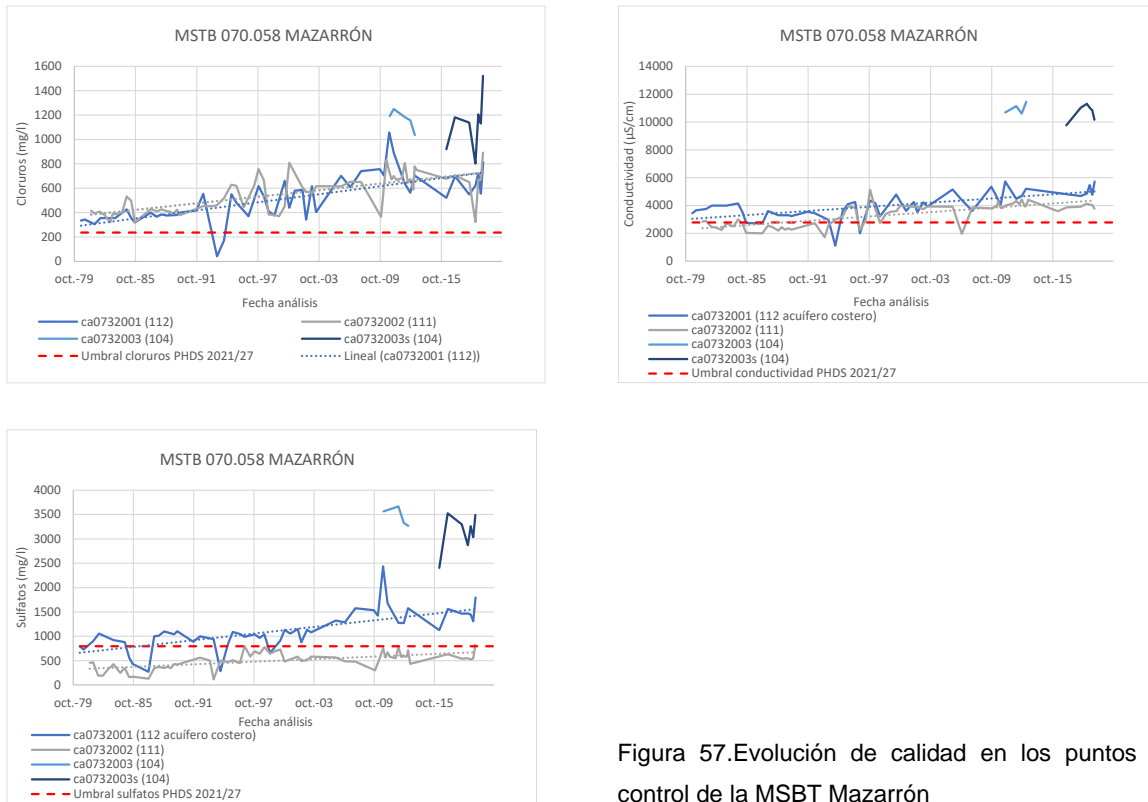 MSTB 070.058 MAZARRÓN
Cloruros (mg/l)
1600
1400
1200
1000
800
600
400
200
0
oct.-79 oct.-85 oct.-91 oct.-97 oct.-03 oct.-09 oct.-15
Fecha análisis
ca0732001 (112) ca0732002 (111)
ca0732003 (104) ca0732003s (104)
Umbral cloruros PHDS 2021/27 Lineal (ca0732001 (112))
MSTB 070.058 MAZARRÓN
Conductividad (µS/cm)
14000
12000
10000
8000
6000
4000
2000
0
oct.-79 oct.-85 oct.-91 oct.-97 oct.-03 oct.-09 oct.-15
Fecha análisis
ca0732001 (112 acuífero costero)
ca0732002 (111)
ca0732003 (104)
ca0732003s (104)
Umbral conductividad PHDS 2021/27
MSTB 070.058 MAZARRÓN
Sulfatos (mg/l)
4000
3500
3000
2500
2000
1500
1000
500
0
oct.-79 oct.-85 oct.-91 oct.-97 oct.-03 oct.-09 oct.-15
Fecha análisis
ca0732001 (112 acuífero costero)
ca0732002 (111)
ca0732003 (104)
ca0732003s (104)
Umbral sulfatos PHDS 2021/27
Figura 57.Evolución de calidad en los puntos
control de la MSBT Mazarrón